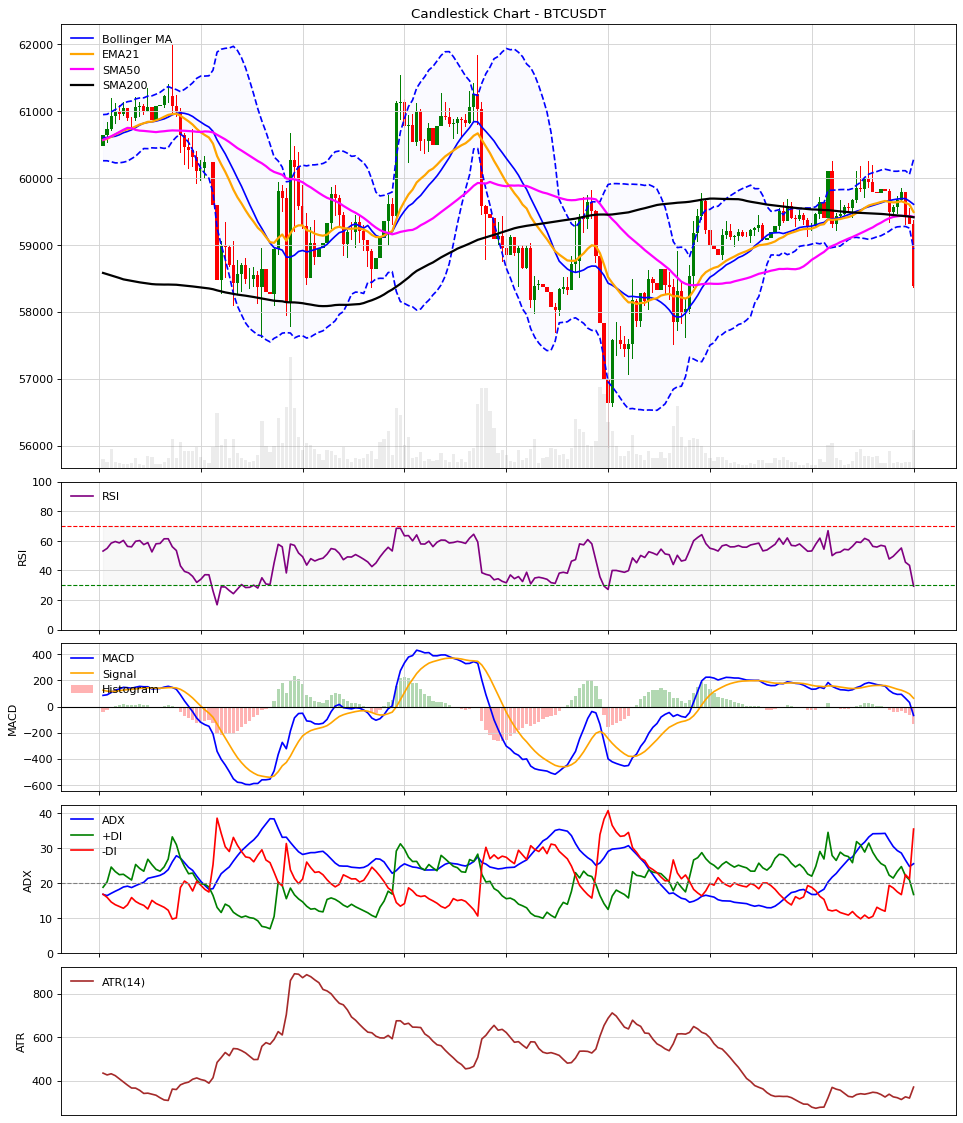 Candlestick Chart - BTCUSDT
Bollinger MA
EMA21
SMA50
SMA200
62000
61000
60000
59000
58000
57000
56000
RSI
RSI
100
80
60
40
20
0
MACD
Signal
Histogram
MACD
400
200
0
−200
−400
−600
ADX
+DI
-DI
ADX
40
30
20
10
0
ATR(14)
ATR
800
600
400